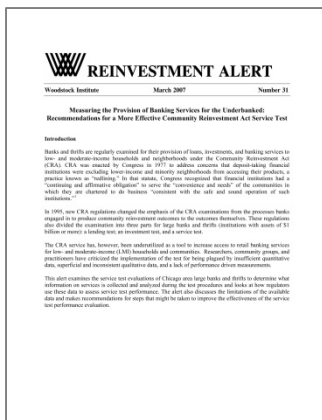 REINVESTMENT ALERT
Woodstock Institute March 2007 Number 31
Measuring the Provision of Banking Services for the Underbanked:
Recommendations for a More Effective Community Reinvestment Act Service Test
Introduction
Banks and thrifts are regularly examined for their provision of loans, investments, and banking services to
low- and moderate-income households and neighborhoods under the Community Reinvestment Act
(CRA). CRA was enacted by Congress in 1977 to address concerns that deposit-taking financial
institutions were excluding lower-income and minority neighborhoods from accessing their products, a
practice known as "redlining." In that statute, Congress recognized that financial institutions had a
"continuing and affirmative obligation" to serve the "convenience and needs" of the communities in
which they are chartered to do business "consistent with the safe and sound operation of such
institutions."
In 1995, new CRA regulations changed the emphasis of the CRA examinations from the processes banks
engaged in to produce community reinvestment outcomes to the outcomes themselves. These regulations
also divided the examination into three parts for large banks and thrifts (institutions with assets of $1
billion or more): a lending test, an investment test, and a service test.
The CRA service test has, however, been underutilized as a tool to increase access to retail banking services
for low- and moderate-income (LMI) households and communities. Researchers, community groups, and
practitioners have criticized the implementation of the test for being plagued by insufficient quantitative
data, superficial and inconsistent qualitative data, and a lack of performance driven measurements.
This alert examines the service test evaluations of Chicago area large banks and thrifts to determine what
information on services is collected and analyzed during the test procedures and looks at how regulators
use these data to assess service test performance. The alert also discusses the limitations of the available
data and makes recommendations for steps that might be taken to improve the effectiveness of the service
test performance evaluation.